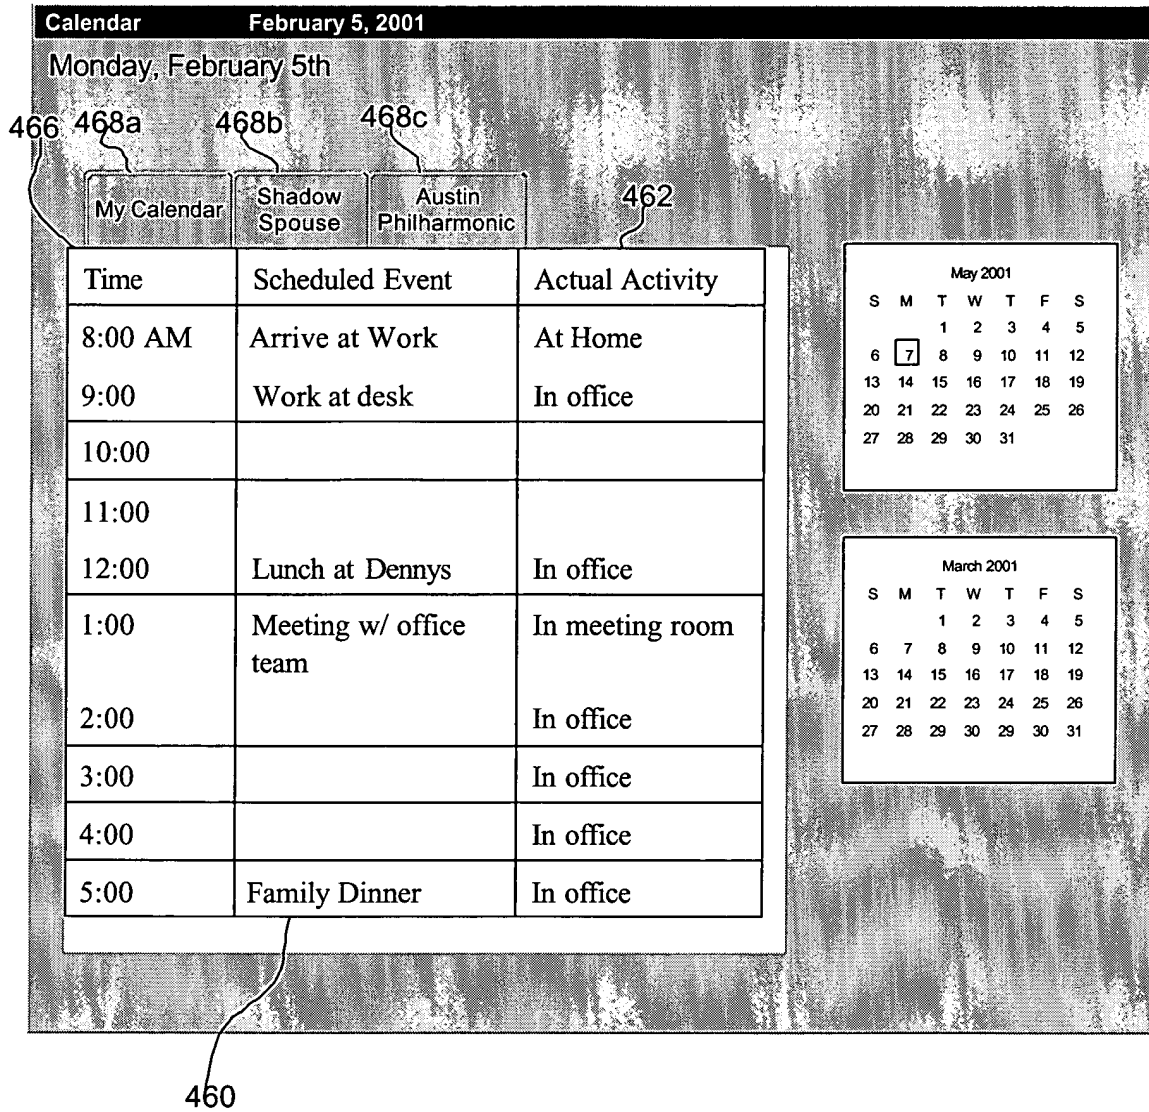 Calendar February 5, 2001
Monday, February 5th
466 468a 468b 468c
My Calendar Shadow Spouse Austin Philharmonic 462
Time Scheduled Event Actual Activity
8:00 AM Arrive at Work At Home
9:00 Work at desk In office
10:00
11:00
12:00 Lunch at Dennys In office
1:00 Meeting w/ office In meeting room
team
2:00 In office
3:00 In office
4:00 In office
5:00 Family Dinner In office
460
May 2001
S M T W T F S
1 2 3 4 5
6 7 8 9 10 11 12
13 14 15 16 17 18 19
20 21 22 23 24 25 26
27 28 29 30 31
March 2001
S M T W T F S
1 2 3 4 5
6 7 8 9 10 11 12
13 14 15 16 17 18 19
20 21 22 23 24 25 26
27 28 29 30 29 30 31